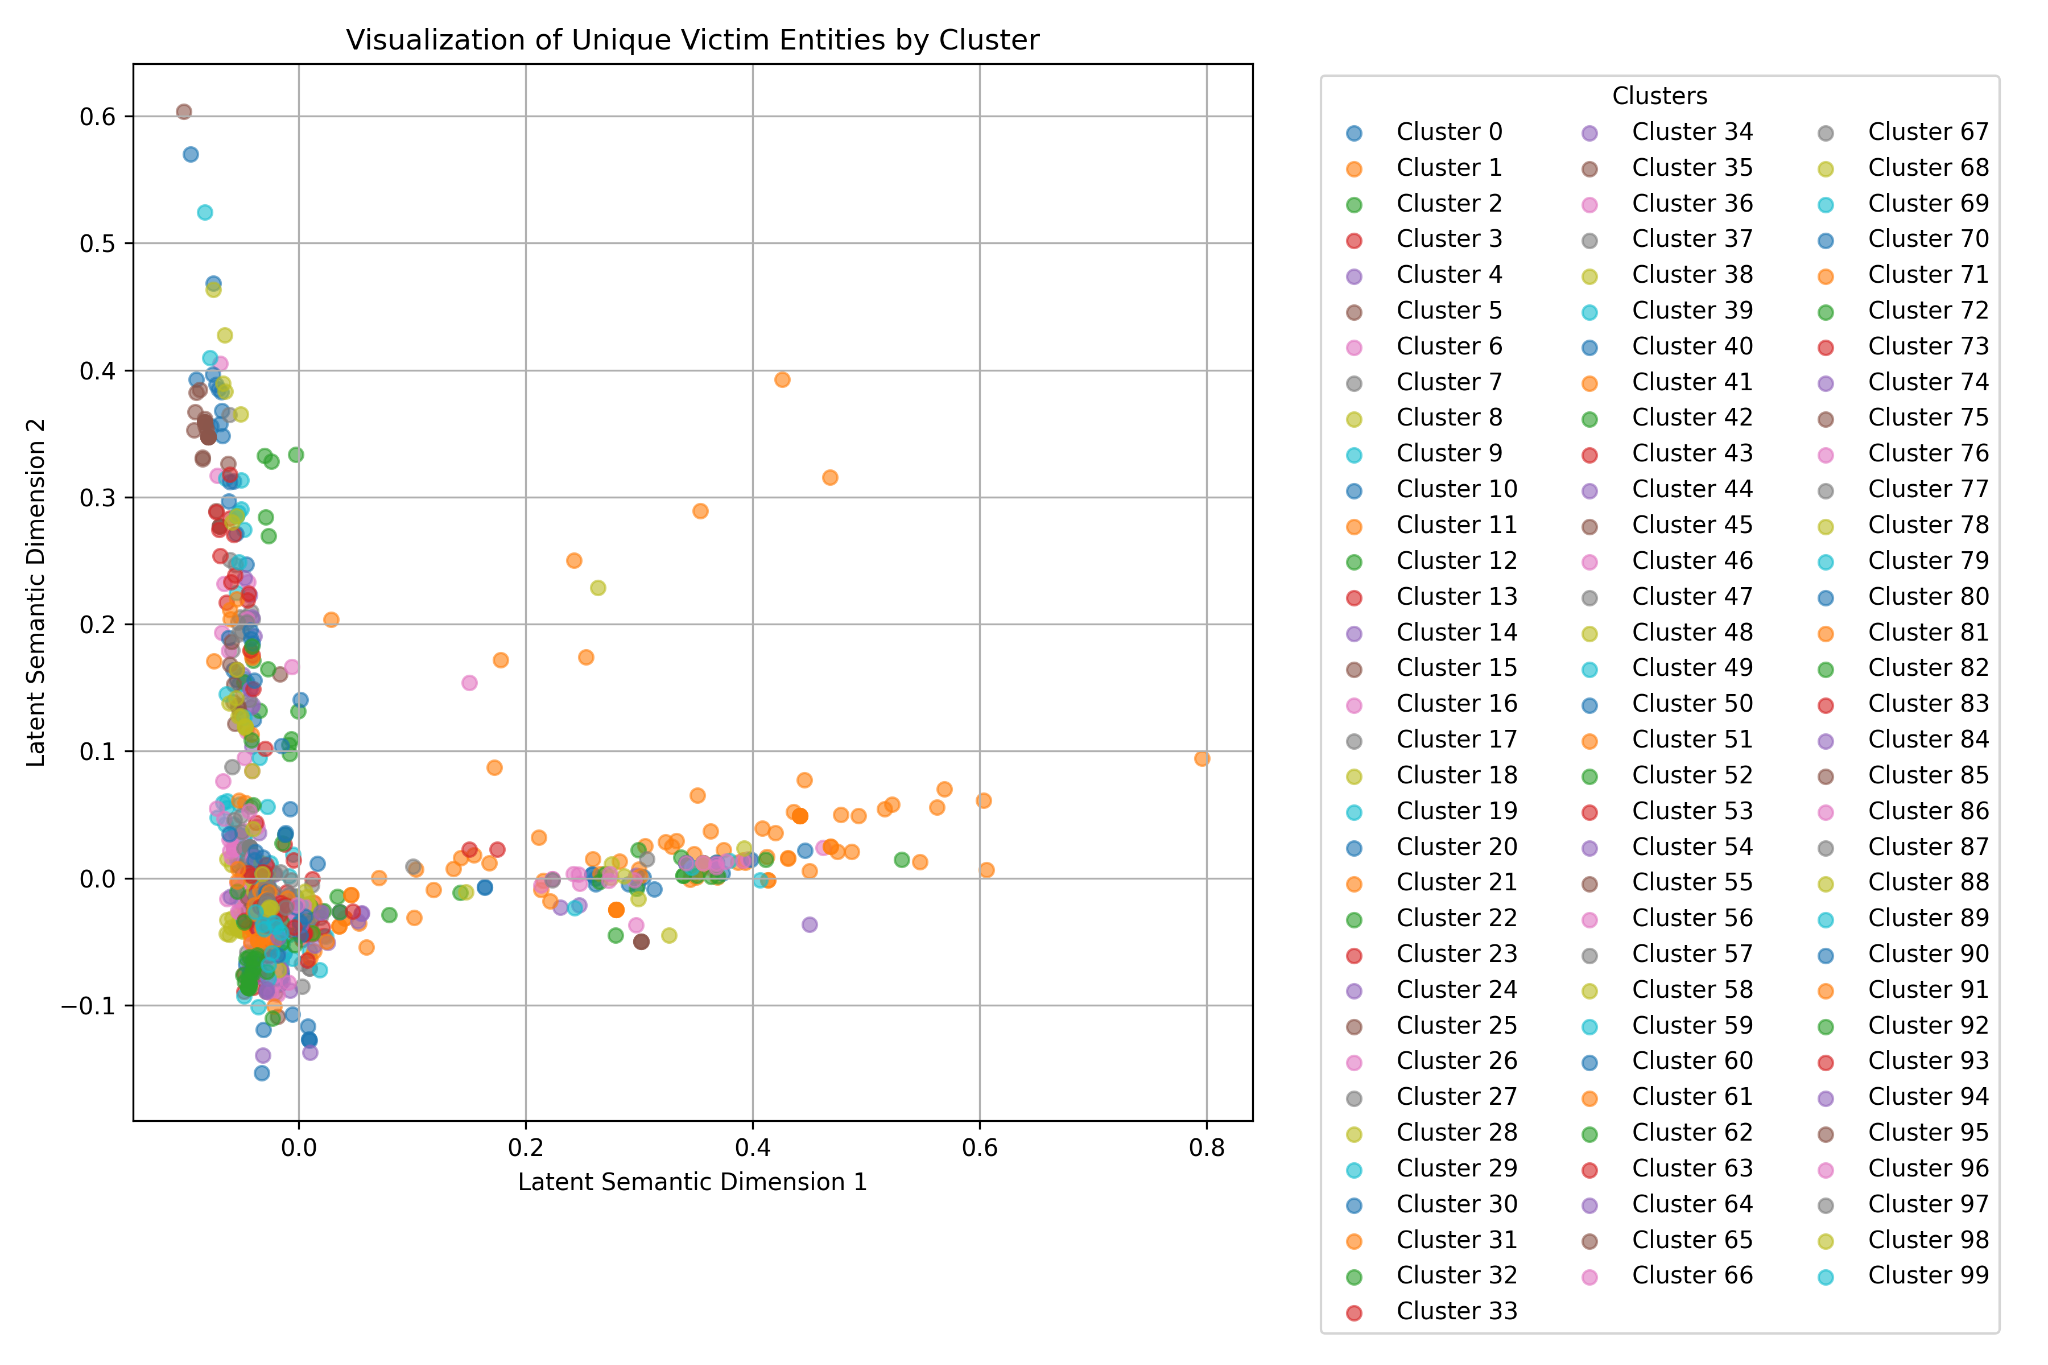 Visualization of Unique Victim Entities by Cluster
Latent Semantic Dimension 2
0.6
0.5
0.4
0.3
0.2
0.1
0.0
−0.1
0.0 0.2 0.4 0.6 0.8
Latent Semantic Dimension 1
Clusters
Cluster 0
Cluster 1
Cluster 2
Cluster 3
Cluster 4
Cluster 5
Cluster 6
Cluster 7
Cluster 8
Cluster 9
Cluster 10
Cluster 11
Cluster 12
Cluster 13
Cluster 14
Cluster 15
Cluster 16
Cluster 17
Cluster 18
Cluster 19
Cluster 20
Cluster 21
Cluster 22
Cluster 23
Cluster 24
Cluster 25
Cluster 26
Cluster 27
Cluster 28
Cluster 29
Cluster 30
Cluster 31
Cluster 32
Cluster 33
Cluster 34
Cluster 35
Cluster 36
Cluster 37
Cluster 38
Cluster 39
Cluster 40
Cluster 41
Cluster 42
Cluster 43
Cluster 44
Cluster 45
Cluster 46
Cluster 47
Cluster 48
Cluster 49
Cluster 50
Cluster 51
Cluster 52
Cluster 53
Cluster 54
Cluster 55
Cluster 56
Cluster 57
Cluster 58
Cluster 59
Cluster 60
Cluster 61
Cluster 62
Cluster 63
Cluster 64
Cluster 65
Cluster 66
Cluster 67
Cluster 68
Cluster 69
Cluster 70
Cluster 71
Cluster 72
Cluster 73
Cluster 74
Cluster 75
Cluster 76
Cluster 77
Cluster 78
Cluster 79
Cluster 80
Cluster 81
Cluster 82
Cluster 83
Cluster 84
Cluster 85
Cluster 86
Cluster 87
Cluster 88
Cluster 89
Cluster 90
Cluster 91
Cluster 92
Cluster 93
Cluster 94
Cluster 95
Cluster 96
Cluster 97
Cluster 98
Cluster 99